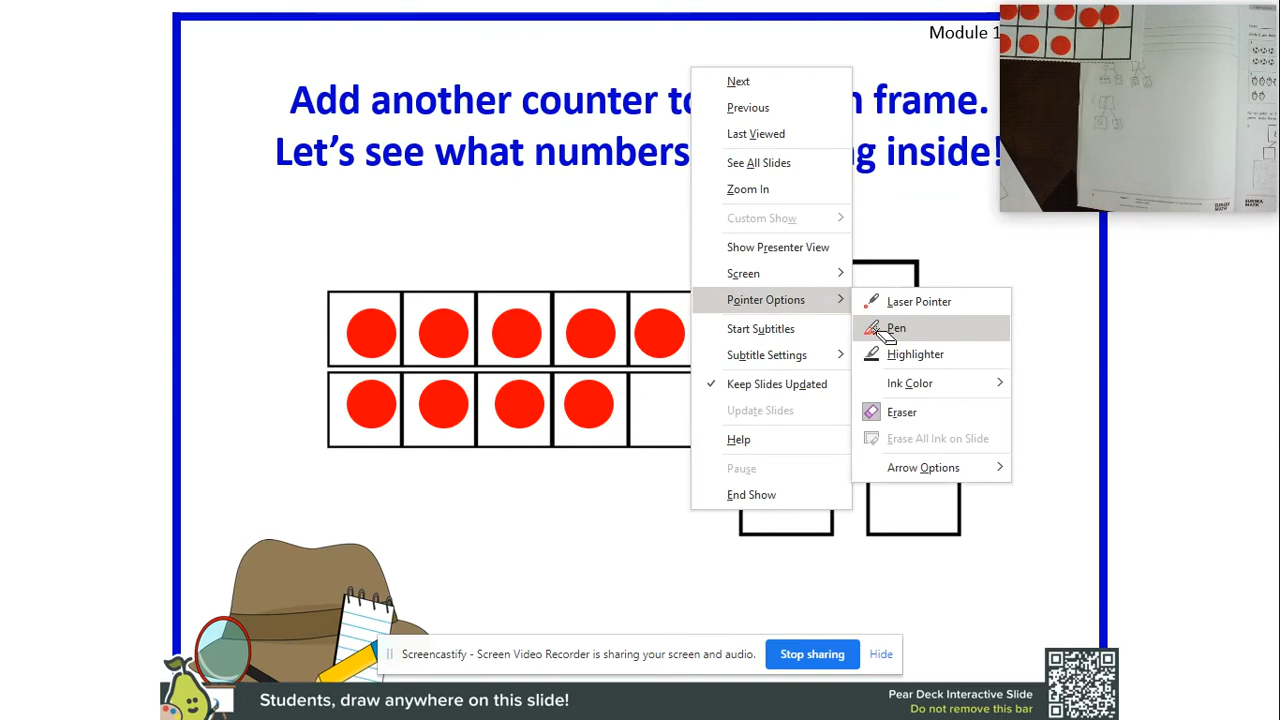 Module 1
Add another counter to n frame.
Let's see what numbers g inside!
Next
Previous
Last Viewed
See All Slides
Zoom In
Custom Show
Show Presenter View
Screen
Pointer Options
Start Subtitles
Subtitle Settings
Keep Slides Updated
Update Slides
Help
Pause
End Show
Laser Pointer
Pen
Highlighter
Ink Color
Eraser
Erase All Ink on Slide
Arrow Options
Screencastify - Screen Video Recorder is sharing your screen and audio.
Stop sharing
Hide
Students, draw anywhere on this slide!
Pear Deck Interactive Slide
Do not remove this bar